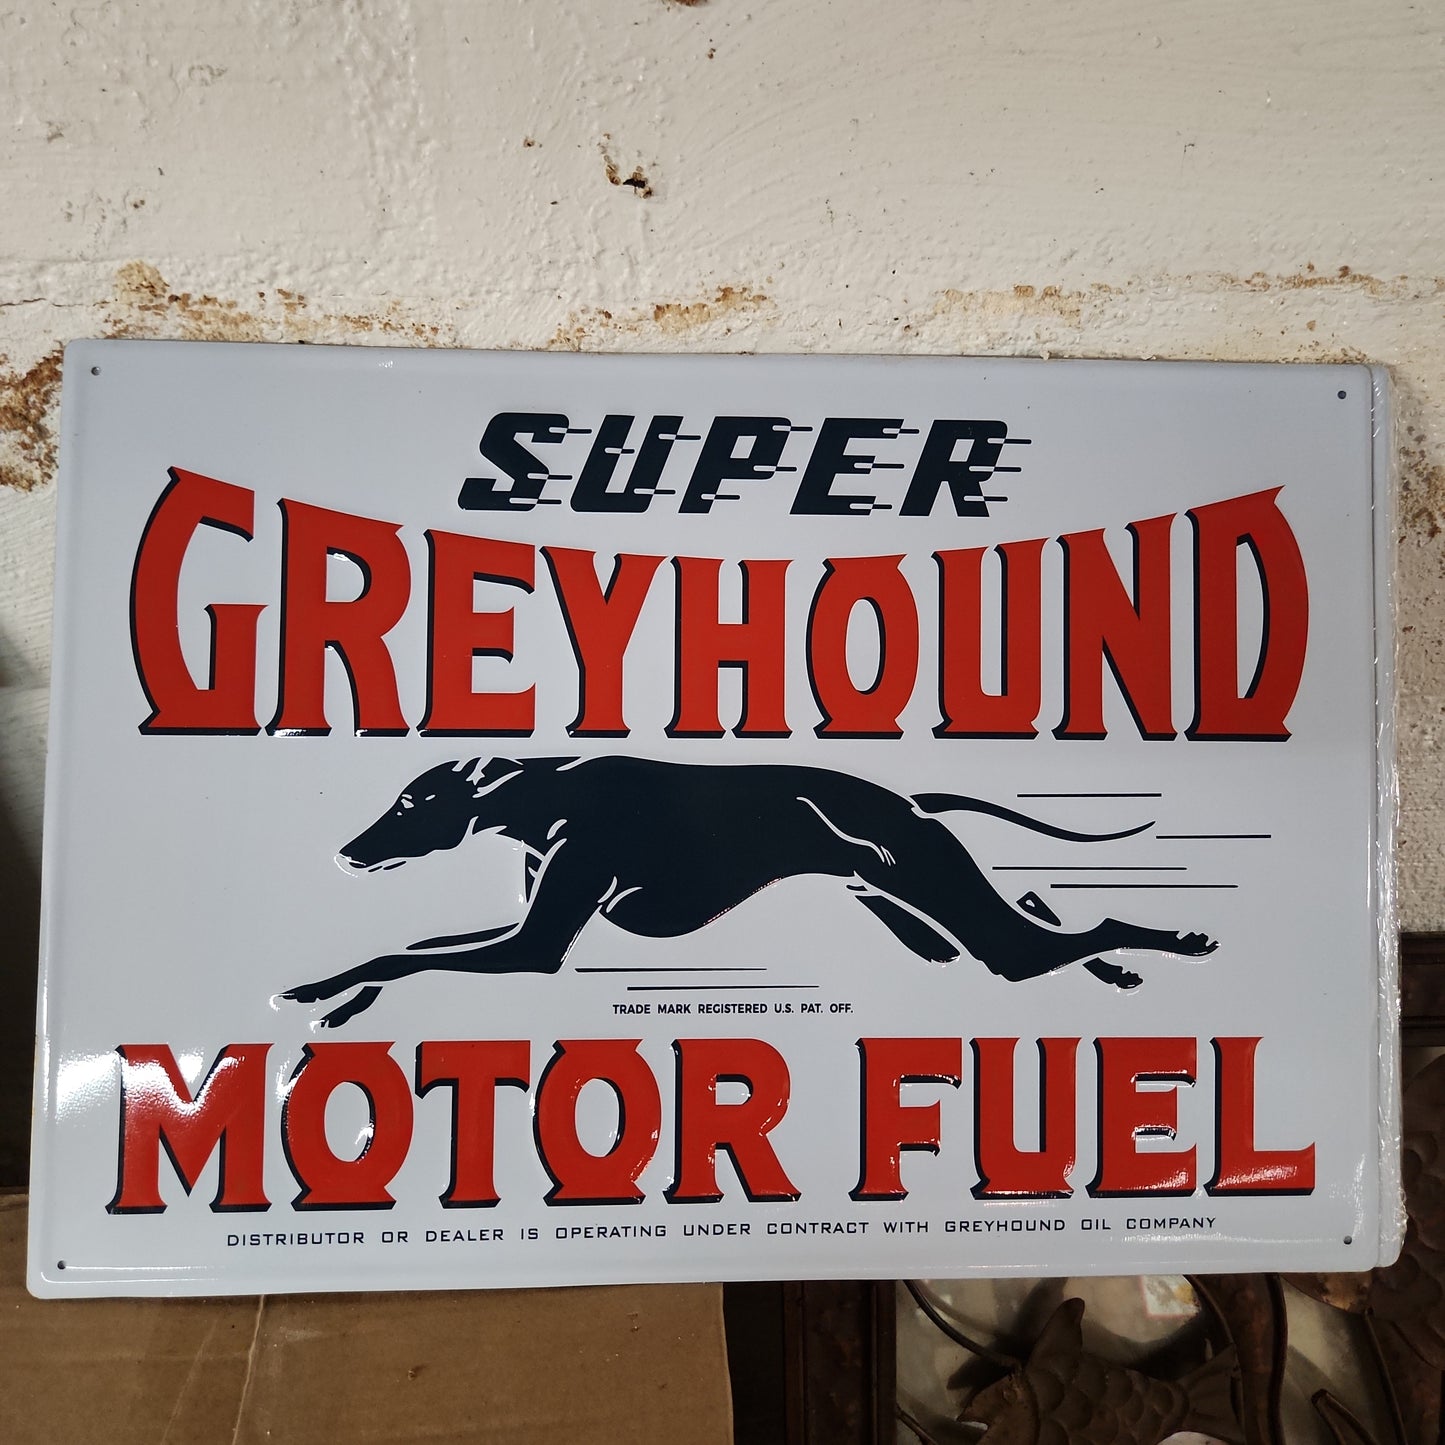 SUPER
GREYHOUND
TRADE MARK REGISTERED U.S. PAT. OFF.
MOTOR FUEL
DISTRIBUTOR OR DEALER IS OPERATING UNDER CONTRACT WITH GREYHOUND OIL COMPANY